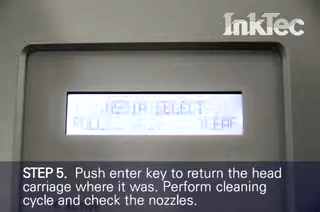 InkTec
MEDIA SELECT
ROLL LEAF
STEP 5. Push enter key to return the head
carriage where it was. Perform cleaning
cycle and check the nozzles.